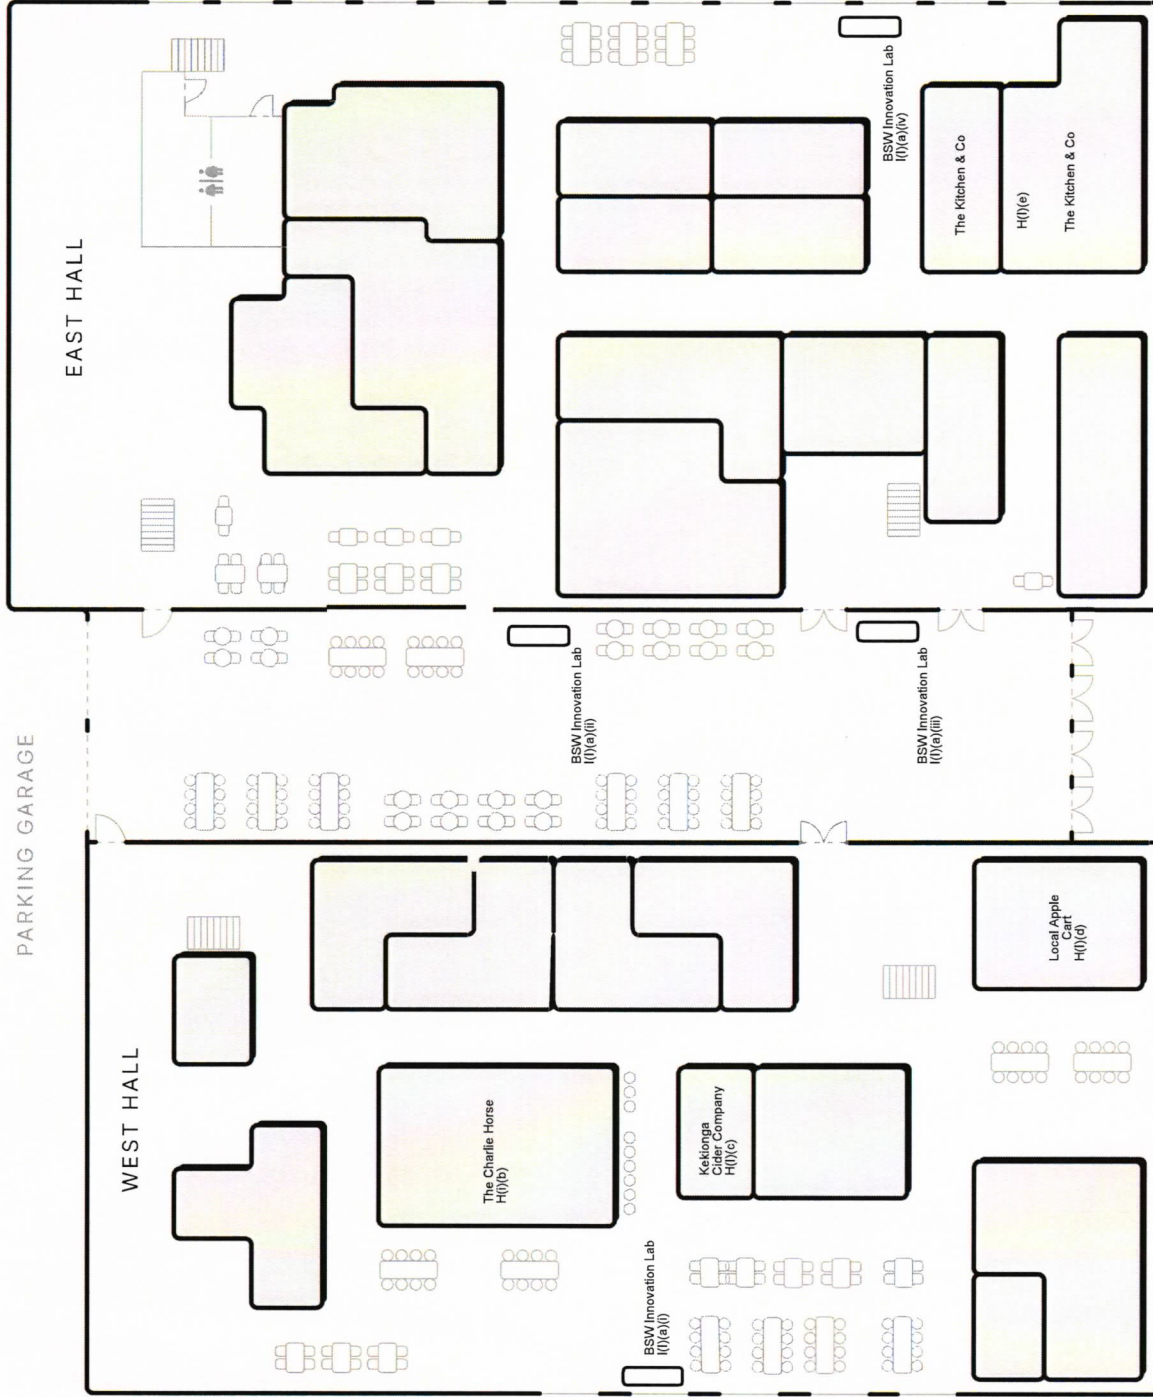 PARKING GARAGE
WEST HALL
EAST HALL
The Charlie Horse
H(i)(b)
BSW Innovation Lab
I(I)(a)(i)
Kekionga
Cider Company
H(I)(c)
Local Apple
Cart
H(I)(d)
BSW Innovation Lab
I(I)(a)(ii)
BSW Innovation Lab
I(I)(a)(iii)
BSW Innovation Lab
I(I)(a)(iv)
The Kitchen & Co
H(I)(e)
The Kitchen & Co